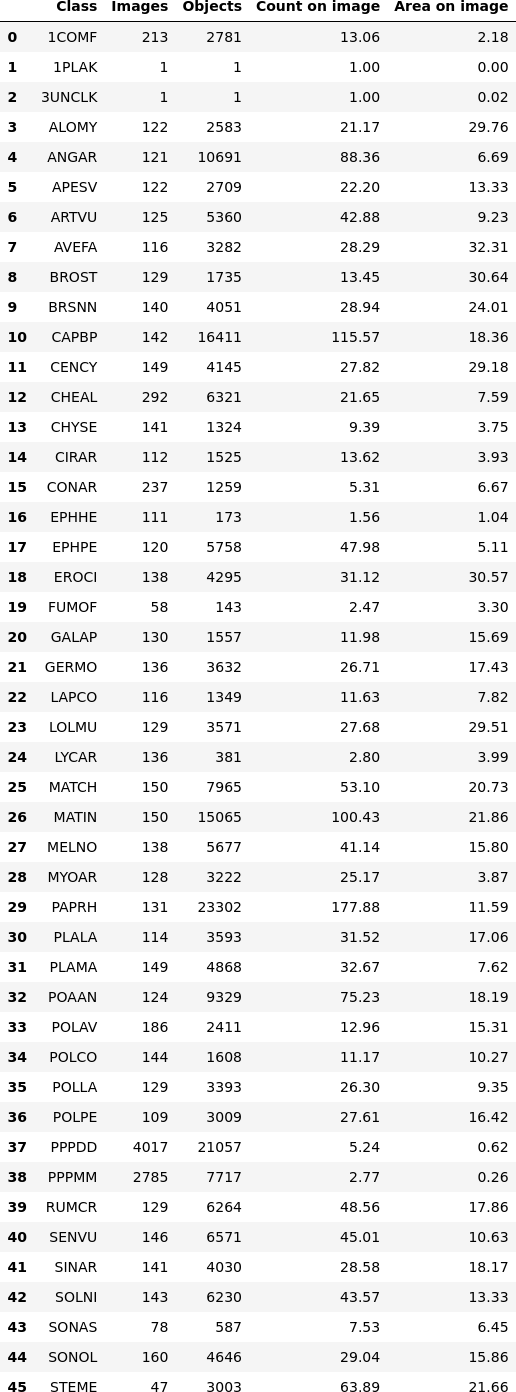 Class Images Objects Count on image Area on image
0 1COMF 213 2781 13.06 2.18
1 1PLAK 1 1 1.00 0.00
2 3UNCLK 1 1 1.00 0.02
3 ALOMY 122 2583 21.17 29.76
4 ANGAR 121 10691 88.36 6.69
5 APESV 122 2709 22.20 13.33
6 ARTVU 125 5360 42.88 9.23
7 AVEFA 116 3282 28.29 32.31
8 BROST 129 1735 13.45 30.64
9 BRSNN 140 4051 28.94 24.01
10 CAPBP 142 16411 115.57 18.36
11 CENCY 149 4145 27.82 29.18
12 CHEAL 292 6321 21.65 7.59
13 CHYSE 141 1324 9.39 3.75
14 CIRAR 112 1525 13.62 3.93
15 CONAR 237 1259 5.31 6.67
16 EPHHE 111 173 1.56 1.04
17 EPHPE 120 5758 47.98 5.11
18 EROCI 138 4295 31.12 30.57
19 FUMOF 58 143 2.47 3.30
20 GALAP 130 1557 11.98 15.69
21 GERMO 136 3632 26.71 17.43
22 LAPCO 116 1349 11.63 7.82
23 LOLMU 129 3571 27.68 29.51
24 LYCAR 136 381 2.80 3.99
25 MATCH 150 7965 53.10 20.73
26 MATIN 150 15065 100.43 21.86
27 MELNO 138 5677 41.14 15.80
28 MYOAR 128 3222 25.17 3.87
29 PAPRH 131 23302 177.88 11.59
30 PLALA 114 3593 31.52 17.06
31 PLAMA 149 4868 32.67 7.62
32 POAAN 124 9329 75.23 18.19
33 POLAV 186 2411 12.96 15.31
34 POLCO 144 1608 11.17 10.27
35 POLLA 129 3393 26.30 9.35
36 POLPE 109 3009 27.61 16.42
37 PPPDD 4017 21057 5.24 0.62
38 PPPMM 2785 7717 2.77 0.26
39 RUMCR 129 6264 48.56 17.86
40 SENVU 146 6571 45.01 10.63
41 SINAR 141 4030 28.58 18.17
42 SOLNI 143 6230 43.57 13.33
43 SONAS 78 587 7.53 6.45
44 SONOL 160 4646 29.04 15.86
45 STEME 47 3003 63.89 21.66